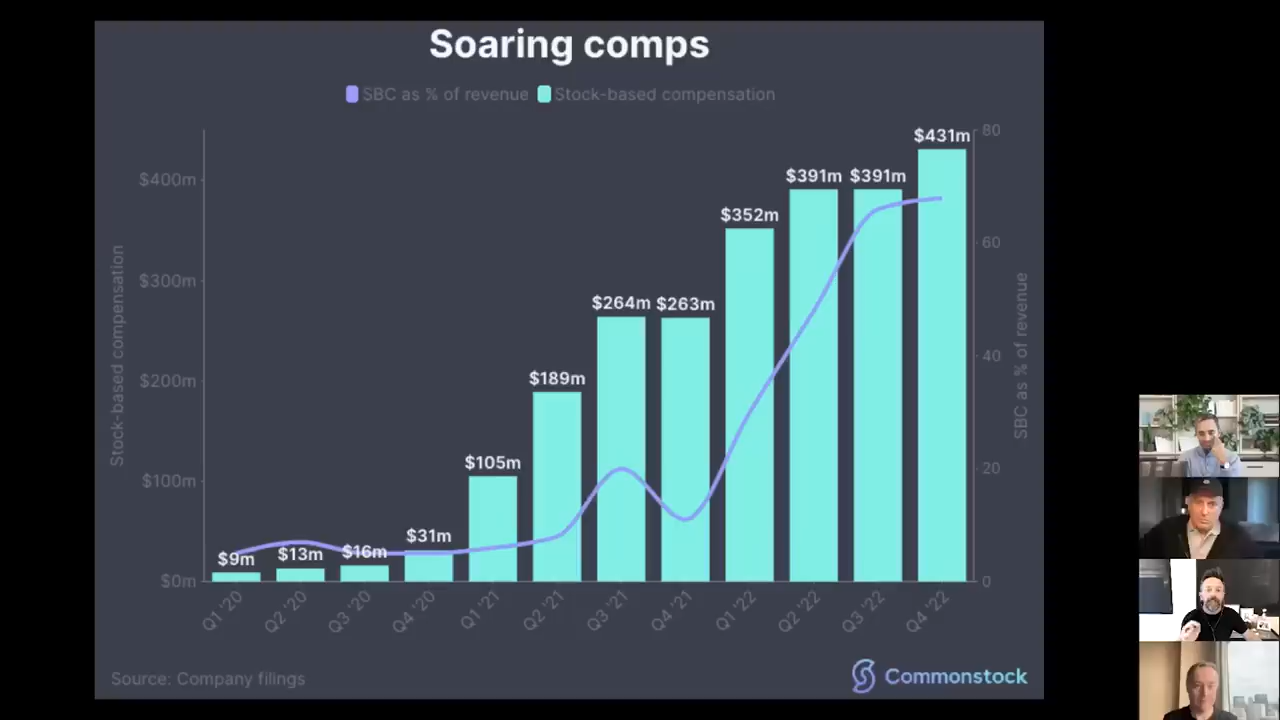 Soaring comps
SBC as % of revenue
Stock-based compensation
$400m
$300m
$200m
$100m
$0m
Stock-based compensation
$9m
$13m
$16m
$31m
$105m
$189m
$264m
$263m
$352m
$391m
$391m
$431m
80
60
40
20
0
SBC as % of revenue
Q1 '20
Q2 '20
Q3 '20
Q4 '20
Q1 '21
Q2 '21
Q3 '21
Q4 '21
Q1 '22
Q2 '22
Q3 '22
Q4 '22
Source: Company filings
Commonstock